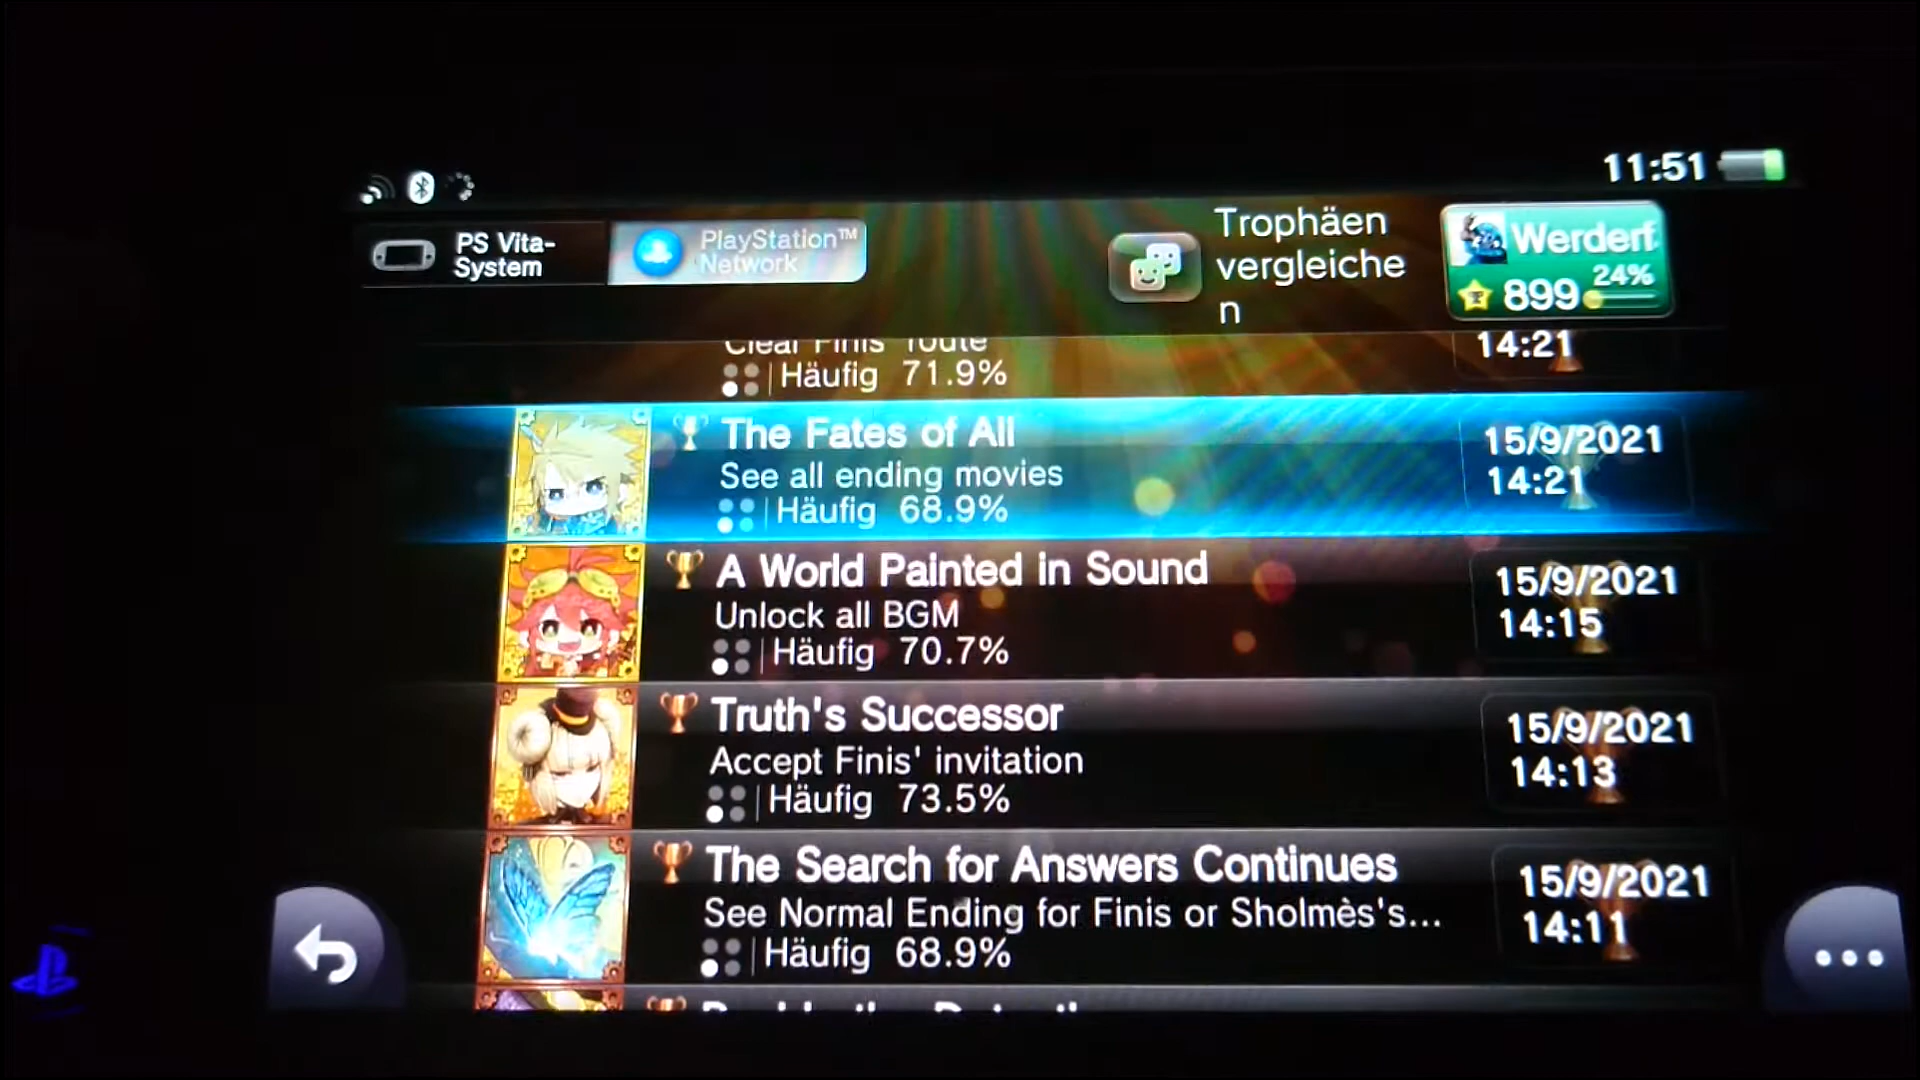 11:51
PS Vita-
System
PlayStation™
Network
Trophäen
vergleiche
n
Werderf
24%
899
Clear Finis' route
14:21
Häufig 71.9%
The Fates of All
15/9/2021
See all ending movies
14:21
Häufig 68.9%
A World Painted in Sound
15/9/2021
Unlock all BGM
14:15
Häufig 70.7%
Truth's Successor
15/9/2021
Accept Finis' invitation
14:13
Häufig 73.5%
The Search for Answers Continues
15/9/2021
See Normal Ending for Finis or Sholmès's...
14:11
Häufig 68.9%